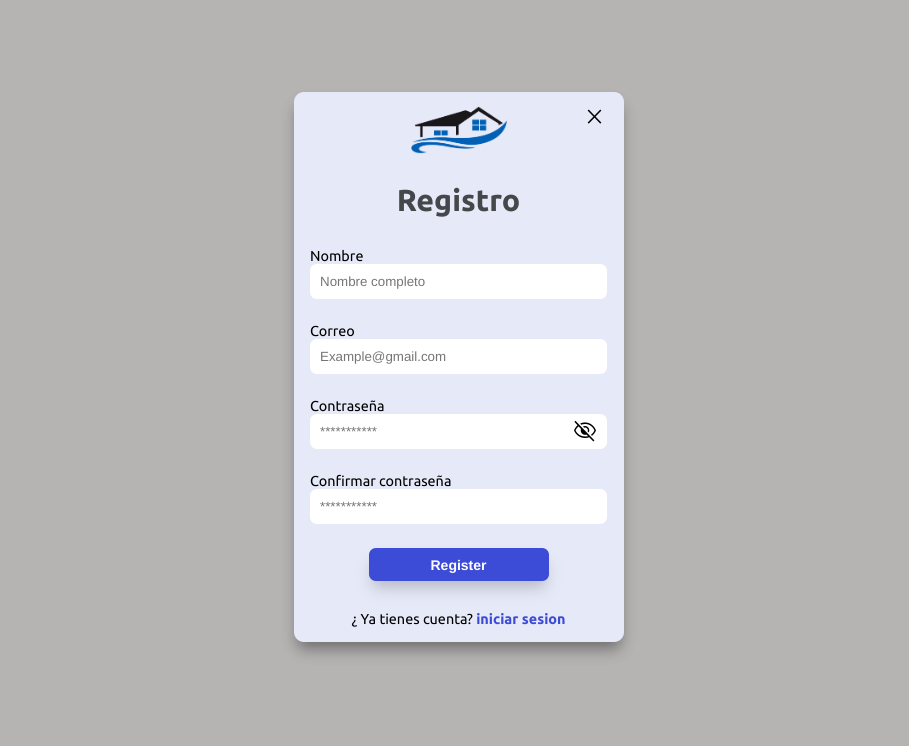 Registro
Nombre
Nombre completo
Correo
Example@gmail.com
Contraseña
***********
Confirmar contraseña
***********
Register
¿ Ya tienes cuenta? iniciar sesion